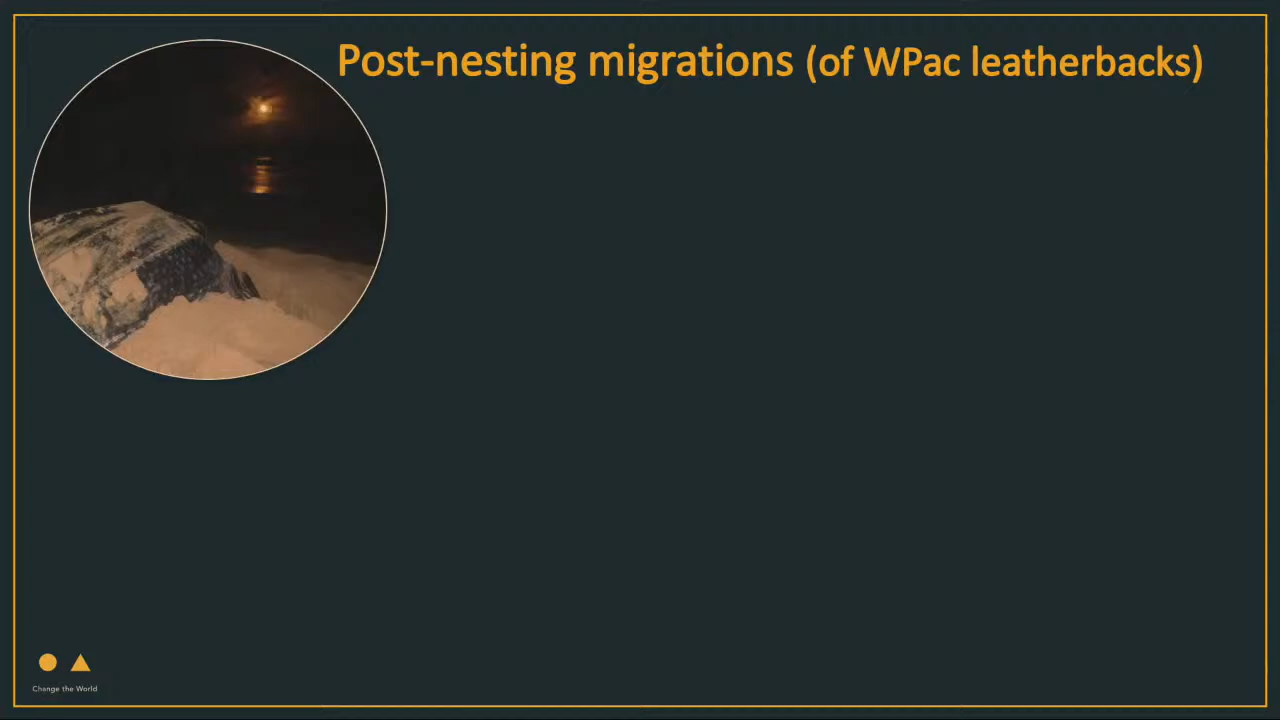 Post-nesting migrations (of WPac leatherbacks)
Change the World